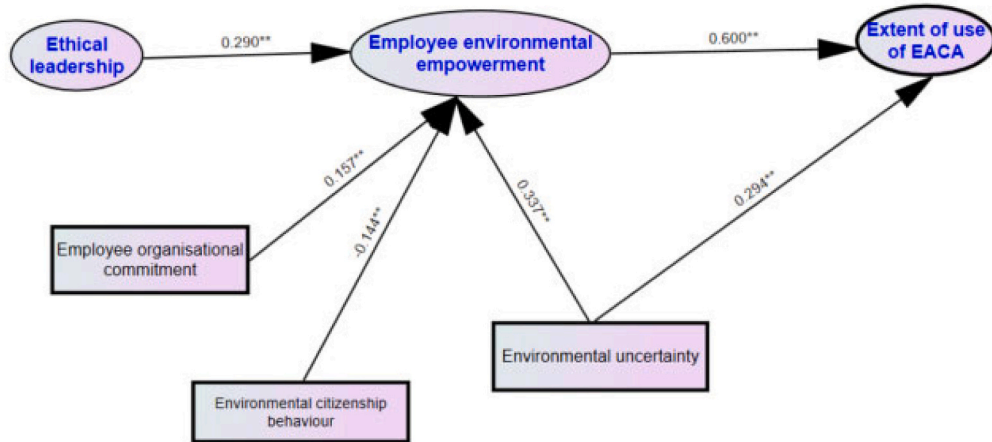 Ethical
leadership
0.290**
Employee environmental
empowerment
0.600**
Extent of use
of EACA
0.157**
-0.144**
0.337**
0.294**
Employee organisational
commitment
Environmental uncertainty
Environmental citizenship
behaviour